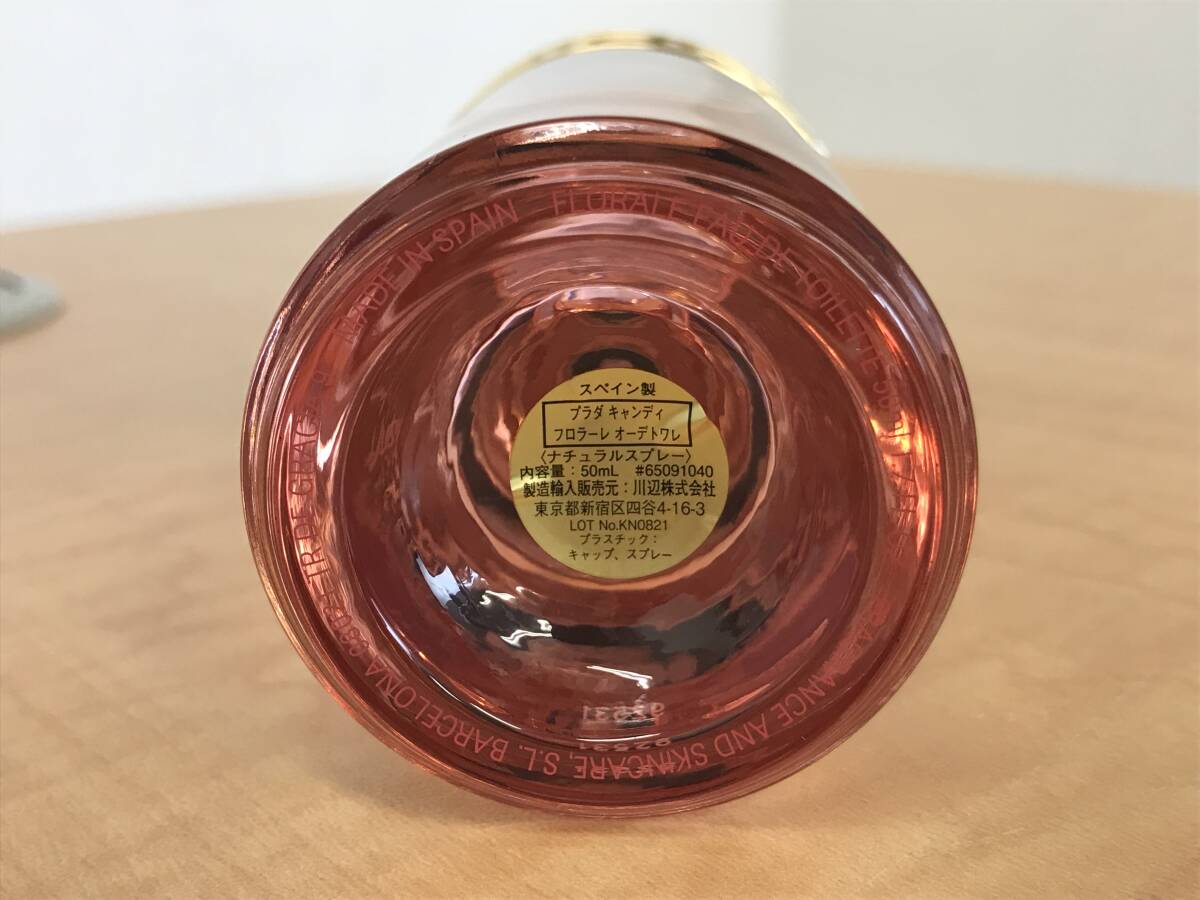 スペイン製
プラダ キャンディ
フロラーレ オーデトワレ
〈ナチュラルスプレー〉
内容量：50mL #65091040
製造輸入販売元：川辺株式会社
東京都新宿区四谷4-16-3
LOT No.KN0821
プラスチック：
キャップ、スプレー
MADE IN SPAIN FLORALE EAU DE TOILETTE
AND SKINCARE, S.L. BARCELONA